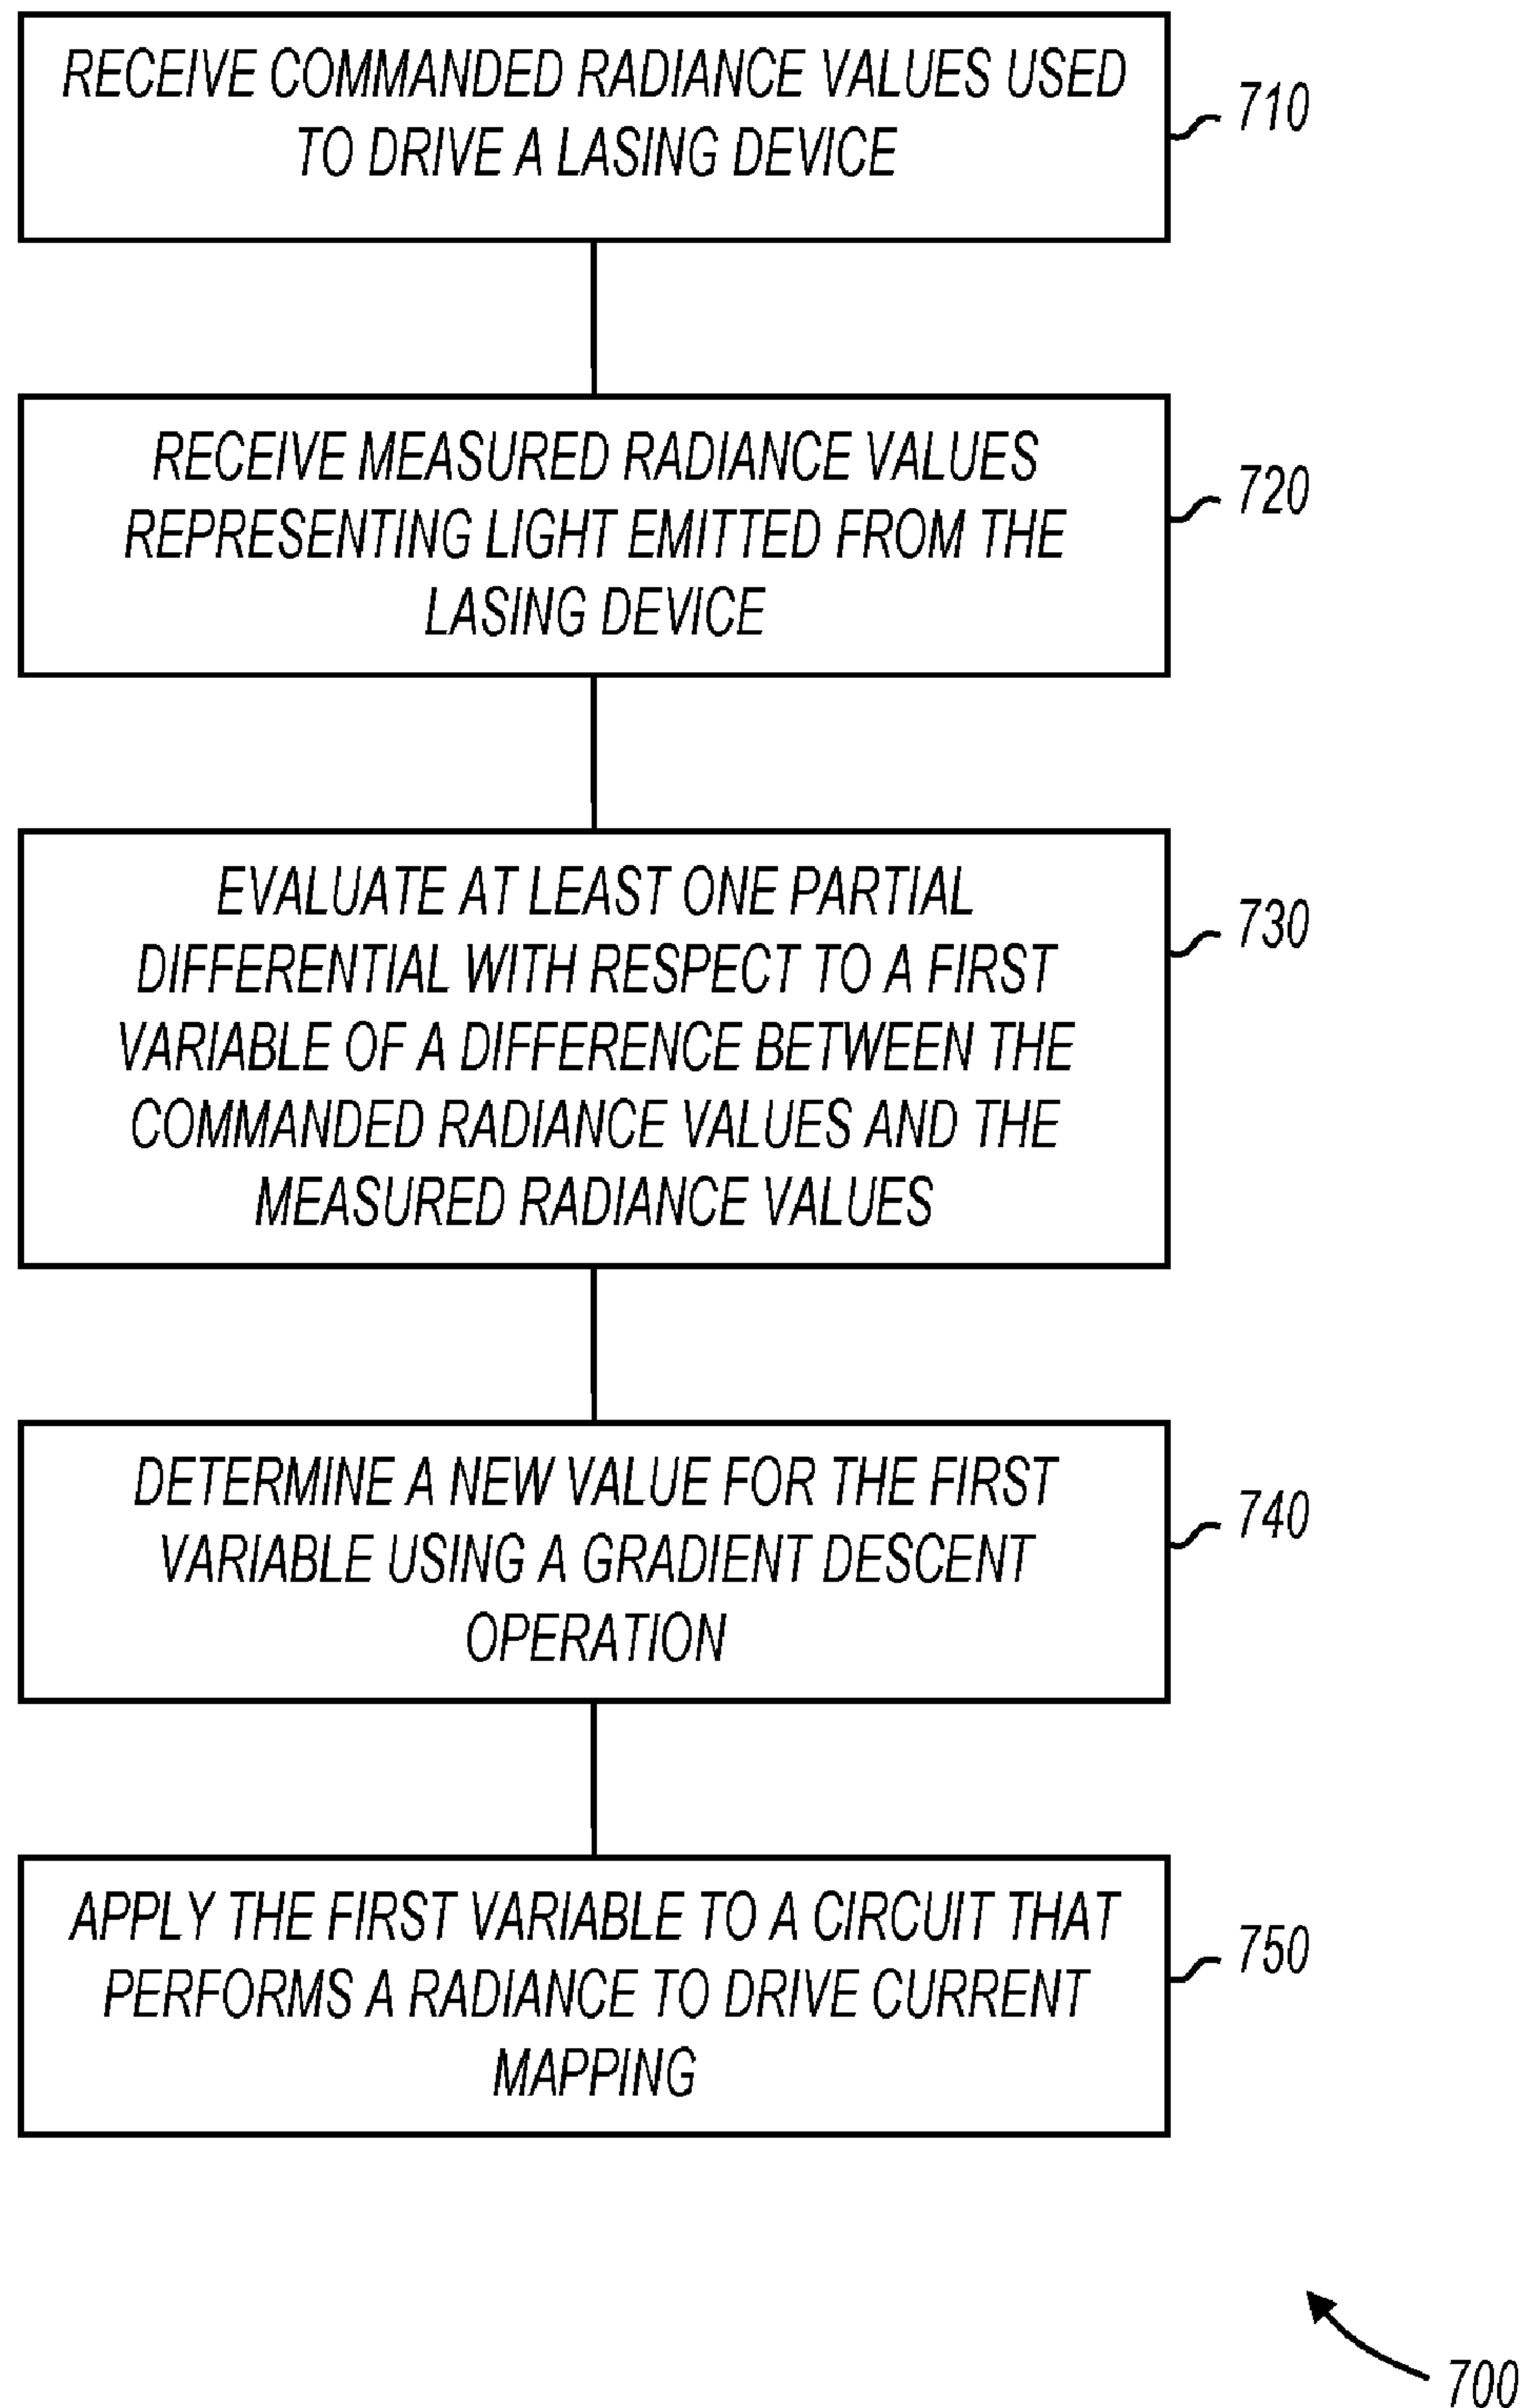 RECEIVE COMMANDED RADIANCE VALUES USED
TO DRIVE A LASING DEVICE
710
RECEIVE MEASURED RADIANCE VALUES
REPRESENTING LIGHT EMITTED FROM THE
LASING DEVICE
720
EVALUATE AT LEAST ONE PARTIAL
DIFFERENTIAL WITH RESPECT TO A FIRST
VARIABLE OF A DIFFERENCE BETWEEN THE
COMMANDED RADIANCE VALUES AND THE
MEASURED RADIANCE VALUES
730
DETERMINE A NEW VALUE FOR THE FIRST
VARIABLE USING A GRADIENT DESCENT
OPERATION
740
APPLY THE FIRST VARIABLE TO A CIRCUIT THAT
PERFORMS A RADIANCE TO DRIVE CURRENT
MAPPING
750
700